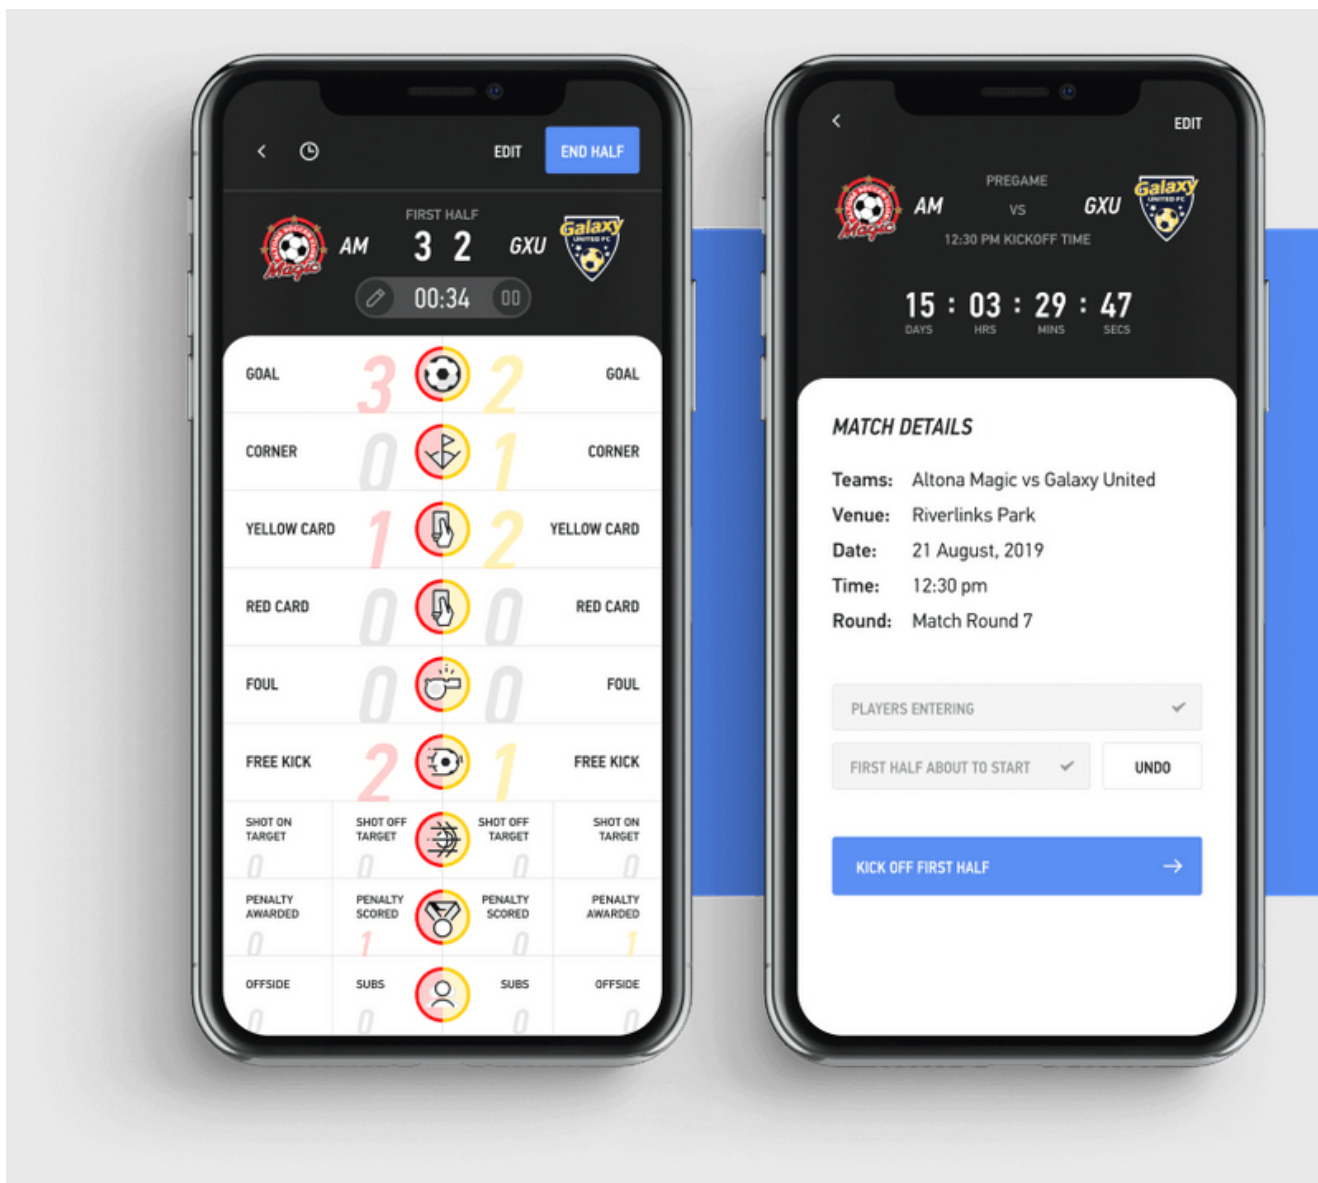 EDIT
END HALF
FIRST HALF
AM
3 2
GXU
Magic
Galaxy
UNITED FC
00:34
GOAL
3
2
GOAL
CORNER
0
1
CORNER
YELLOW CARD
1
2
YELLOW CARD
RED CARD
0
0
RED CARD
FOUL
0
0
FOUL
FREE KICK
2
1
FREE KICK
SHOT ON
TARGET
0
SHOT OFF
TARGET
0
SHOT OFF
TARGET
0
SHOT ON
TARGET
0
PENALTY
AWARDED
0
PENALTY
SCORED
1
PENALTY
SCORED
0
PENALTY
AWARDED
1
OFFSIDE
0
SUBS
0
SUBS
0
OFFSIDE
0
EDIT
PREGAME
ALTONA SOCCER
Magic
AM
VS
GXU
Galaxy
UNITED FC
12:30 PM KICKOFF TIME
15 : 03 : 29 : 47
DAYS HRS MINS SECS
MATCH DETAILS
Teams: Altona Magic vs Galaxy United
Venue: Riverlinks Park
Date: 21 August, 2019
Time: 12:30 pm
Round: Match Round 7
PLAYERS ENTERING
FIRST HALF ABOUT TO START
UNDO
KICK OFF FIRST HALF